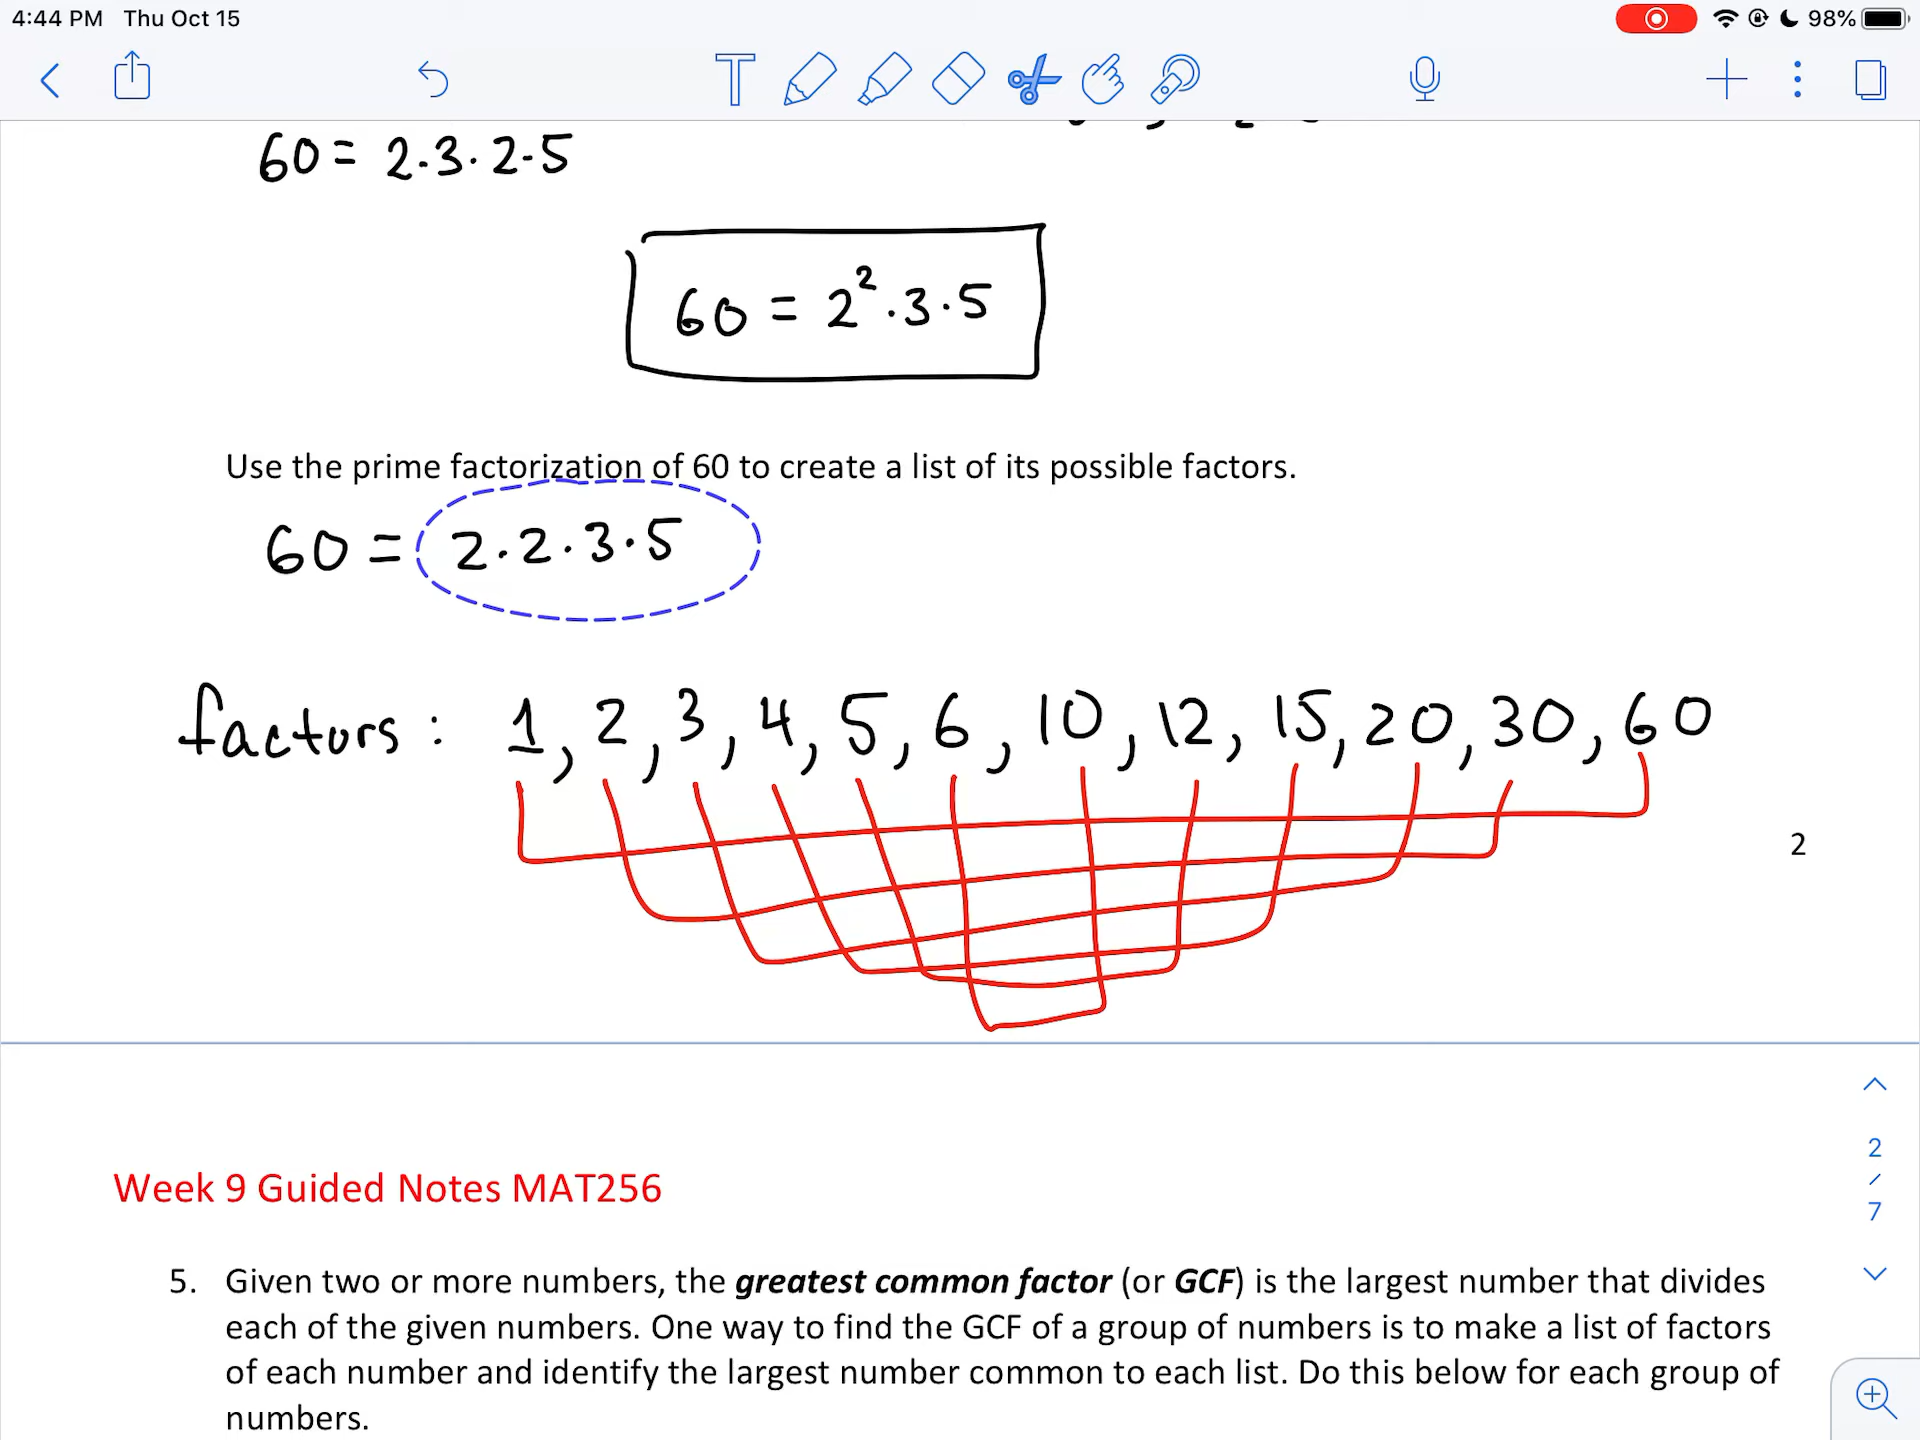 4:44 PM Thu Oct 15
98%
60 = 2·3·2·5
60 = 2²·3·5
Use the prime factorization of 60 to create a list of its possible factors.
60 = 2·2·3·5
factors: 1, 2, 3, 4, 5, 6, 10, 12, 15, 20, 30, 60
2
2
/
7
Week 9 Guided Notes MAT256
5. Given two or more numbers, the greatest common factor (or GCF) is the largest number that divides
each of the given numbers. One way to find the GCF of a group of numbers is to make a list of factors
of each number and identify the largest number common to each list. Do this below for each group of
numbers.